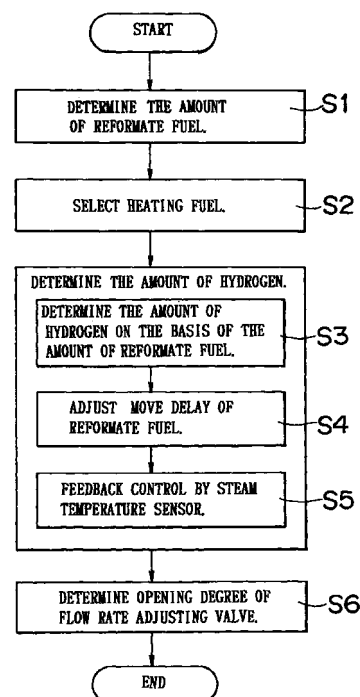 START
DETERMINE THE AMOUNT
OF REFORMATE FUEL.
S1
SELECT HEATING FUEL.
S2
DETERMINE THE AMOUNT OF HYDROGEN.
DETERMINE THE AMOUNT OF
HYDROGEN ON THE BASIS OF THE
AMOUNT OF REFORMATE FUEL.
S3
ADJUST MOVE DELAY OF
REFORMATE FUEL.
S4
FEEDBACK CONTROL BY STEAM
TEMPERATURE SENSOR.
S5
DETERMINE OPENING DEGREE OF
FLOW RATE ADJUSTING VALVE.
S6
END